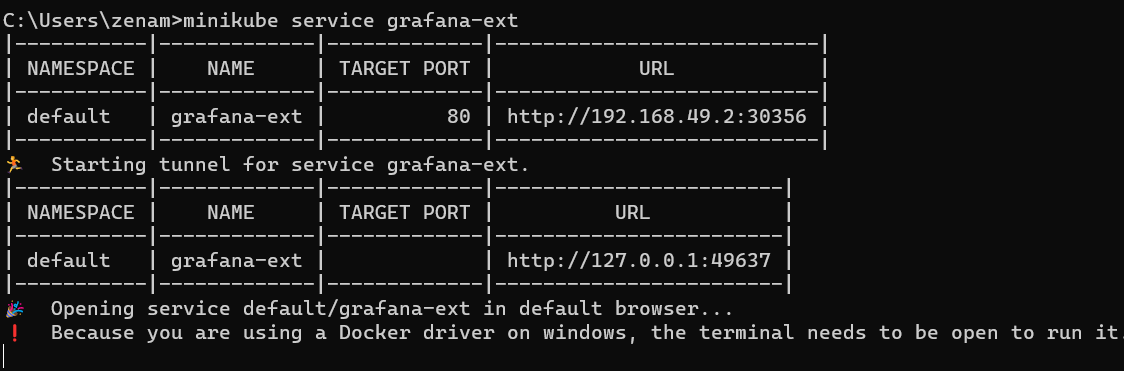 C:\Users\zenam>minikube service grafana-ext
|-----------|-------------|-------------|---------------------------|
| NAMESPACE |    NAME     | TARGET PORT |            URL            |
|-----------|-------------|-------------|---------------------------|
| default   | grafana-ext |          80 | http://192.168.49.2:30356 |
|-----------|-------------|-------------|---------------------------|
🏃  Starting tunnel for service grafana-ext.
|-----------|-------------|-------------|------------------------|
| NAMESPACE |    NAME     | TARGET PORT |          URL           |
|-----------|-------------|-------------|------------------------|
| default   | grafana-ext |             | http://127.0.0.1:49637 |
|-----------|-------------|-------------|------------------------|
🎉  Opening service default/grafana-ext in default browser...
❗  Because you are using a Docker driver on windows, the terminal needs to be open to run it.